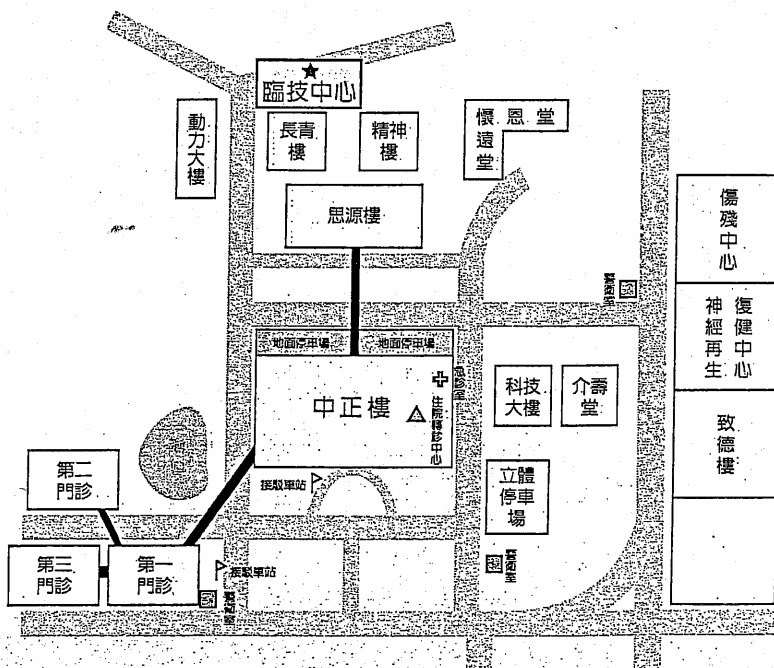 ★
臨技中心
動力大樓
長青樓
精神樓
懷恩堂
懷遠堂
思源樓
傷殘中心
警衛室
神經再生
復健中心
地面停車場
地面停車場
急診室
中正樓
住院轉診中心
科技大樓
介壽堂
致德樓
第二門診
接駁車站
立體停車場
第三門診
第一門診
接駁車站
警衛室
警衛室